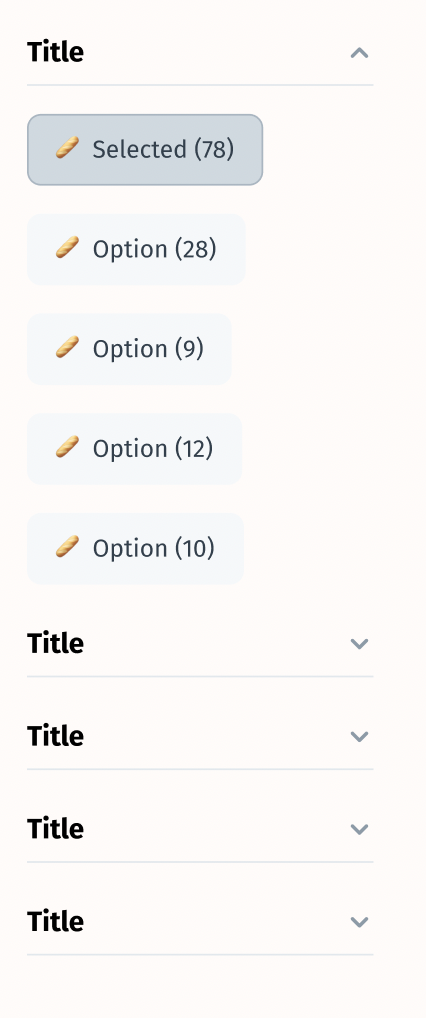 Title
🥖 Selected (78)
🥖 Option (28)
🥖 Option (9)
🥖 Option (12)
🥖 Option (10)
Title
Title
Title
Title